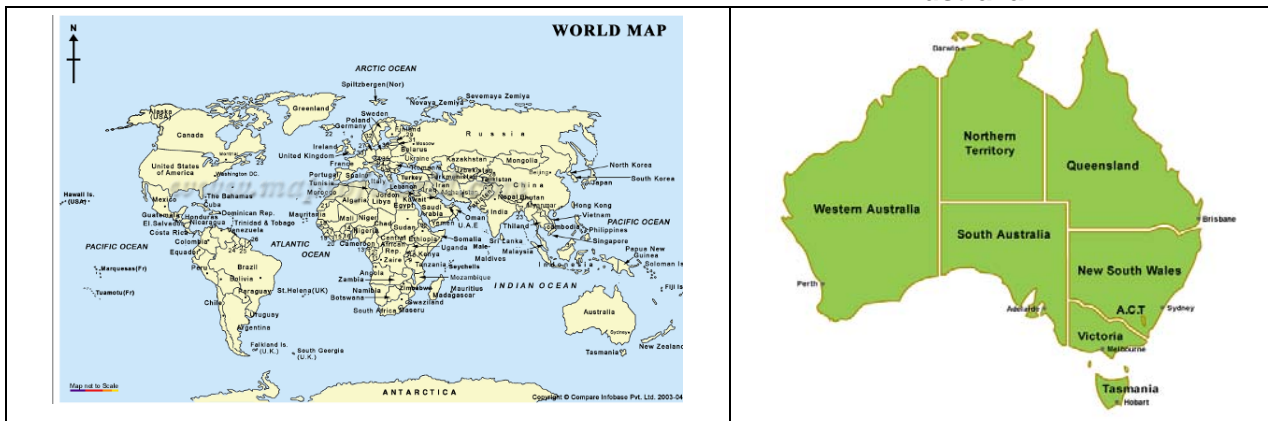 WORLD MAP
N
ARCTIC OCEAN
Spiltzbergen(Nor)
Sevemaya Zemlya
Novaya Zemlya
Greenland
Alaska
(USA)
Canada
Sweden
Poland
Finland
Germany
Russia
Moscow
Ireland
Belarus
United Kingdom
Ukraine
Kazakhstan
Mongolia
France
United States
of America
Washington DC.
North Korea
South Korea
Japan
Portugal
Spain
Italy
Turkey
Tunisia
Morocco
Lebanon
Iran
China
Hawaii Is.
(USA)
Mexico
The Bahamas
Cuba
Algeria
Libya
Jordan
Egypt
Kuwait
Saudi
Arabia
Nepal
Bhutan
Myanmar
India
Hong Kong
Guatemala
Honduras
El.Salvador
Nicaragua
Dominican Rep.
Trinidad & Tobago
Costa Rica
Venezuela
Mauritania
Mali
Niger
Chad
Sudan
Yemen
Oman
U.A.E
Vietnam
PACIFIC OCEAN
Philippines
Cambodia
Thiland
Singapore
PACIFIC OCEAN
Colombia
Equador
ATLANTIC
OCEAN
Nigeria
Cameroon
Central
African
Rep.
Ethiopia
Somalia
Uganda
Male-
Maldives
Sri Lanka
Malaysia
Indonesia
Papua New
Guinea
Solomon Is
Marquesas(Fr)
Tuamotu(Fr)
Peru
Brazil
Bolivia
Paraguay
Chile
Zaire
Kenya
Tanzania
Seychells
Angola
Zambia
Mozambique
INDIAN OCEAN
St.Helena(UK)
Namibia
Botswana
Zimbabwe
Mauritius
Madagascar
Swaziland
Fiji Is
Uruguay
Argentina
South Africa
Maseru
Australia
Sydney
Falkland Is.
(U.K.)
South Georgia
(U.K.)
Tasmania
New Zealand
Map not to Scale
ANTARCTICA
Copyright © Compare Infobase Pvt. Ltd. 2003-04
Darwin
Northern
Territory
Queensland
Western Australia
South Australia
Brisbane
New South Wales
Perth
Adelaide
A.C.T
Sydney
Victoria
Melbourne
Tasmania
Hobart